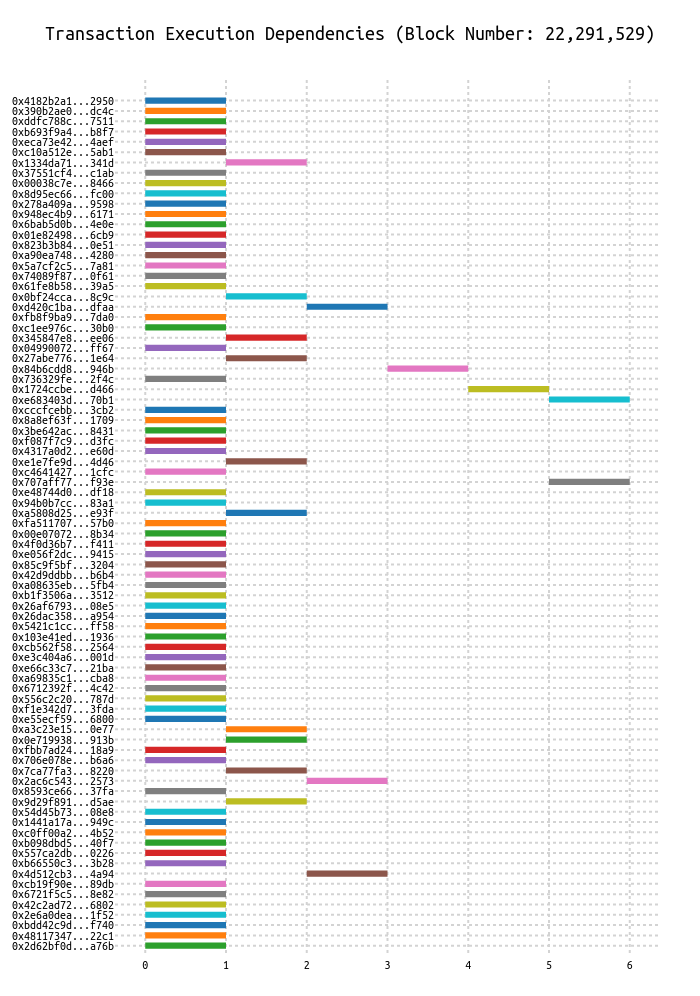 Transaction Execution Dependencies (Block Number: 22,291,529)
0x4182b2a1...2950
0x390b2ae0...dc4c
0xddfc788c...7511
0xb693f9a4...b8f7
0xeca73e42...4aef
0xc10a512e...5ab1
0x1334da71...341d
0x37551cf4...c1ab
0x00038c7e...8466
0x8d95ec66...fc00
0x278a409a...9598
0x948ec4b9...6171
0x6bab5d0b...4e0e
0x01e82498...6cb9
0x823b3b84...0e51
0xa90ea748...4280
0x5a7cf2c5...7a81
0x74089f87...0f61
0x61fe8b58...39a5
0x0bf24cca...8c9c
0xd420c1ba...dfaa
0xfb8f9ba9...7da0
0xc1ee976c...30b0
0x345847e8...ee06
0x04990072...ff67
0x27abe776...1e64
0x84b6cdd8...946b
0x736329fe...2f4c
0x1724ccbe...d466
0xe683403d...70b1
0xcccfcebb...3cb2
0x8a8ef63f...1709
0x3be642ac...8431
0xf087f7c9...d3fc
0x4317a0d2...e60d
0xe1e7fe9d...4d46
0xc4641427...1cfc
0x707aff77...f93e
0xe48744d0...df18
0x94b0b7cc...83a1
0xa5808d25...e93f
0xfa511707...57b0
0x00e07072...8b34
0x4f0d36b7...f411
0xe056f2dc...9415
0x85c9f5bf...3204
0x42d9ddbb...b6b4
0xa08635eb...5fb4
0xb1f3506a...3512
0x26af6793...08e5
0x26dac358...a954
0x5421c1cc...ff58
0x103e41ed...1936
0xcb562f58...2564
0xe3c404a6...001d
0xe66c33c7...21ba
0xa69835c1...cba8
0x6712392f...4c42
0x556c2c20...787d
0xf1e342d7...3fda
0xe55ecf59...6800
0xa3c23e15...0e77
0x0e719938...913b
0xfbb7ad24...18a9
0x706e078e...b6a6
0x7ca77fa3...8220
0x2ac6c543...2573
0x8593ce66...37fa
0x9d29f891...d5ae
0x54d45b73...08e8
0x1441a17a...949c
0xc0ff00a2...4b52
0xb098dbd5...40f7
0x557ca2db...0226
0xb66550c3...3b28
0x4d512cb3...4a94
0xcb19f90e...89db
0x6721f5c5...8e82
0x42c2ad72...6802
0x2e6a0dea...1f52
0xbdd42c9d...f740
0x48117347...22c1
0x2d62bf0d...a76b
0 1 2 3 4 5 6